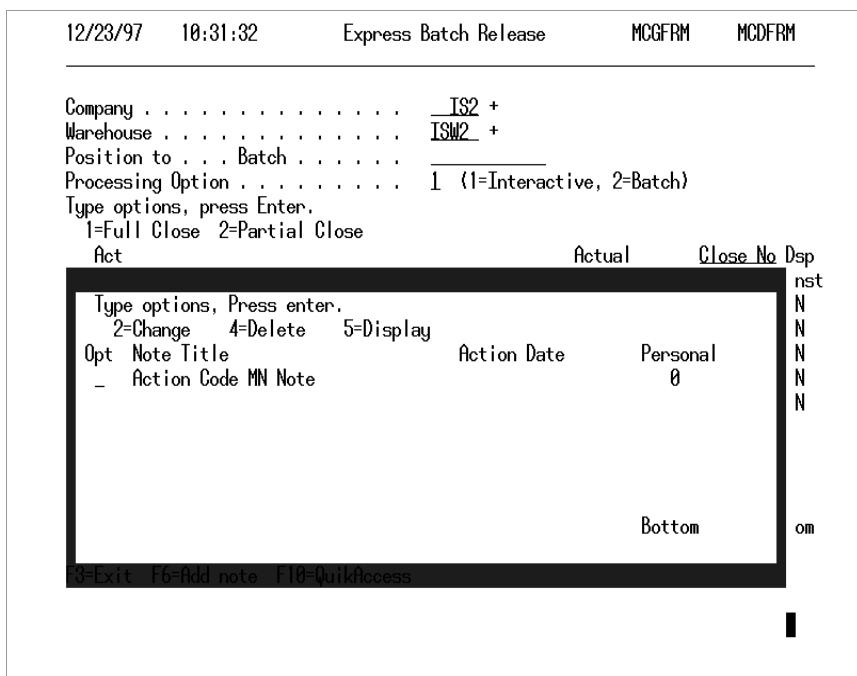 12/23/97 10:31:32 Express Batch Release MCGFRM MCDFRM
Company . . . . . . . . . . . . . . IS2 +
Warehouse . . . . . . . . . . . . . ISW2 +
Position to . . . Batch . . . . . .
Processing Option . . . . . . . . . 1 (1=Interactive, 2=Batch)
Type options, press Enter.
1=Full Close 2=Partial Close
Act Actual Close No Dsp
nst
Type options, Press enter. N
2=Change 4=Delete 5=Display N
Opt Note Title Action Date Personal N
_ Action Code MN Note 0 N
N
Bottom om
F3=Exit F6=Add note F10=QuikAccess